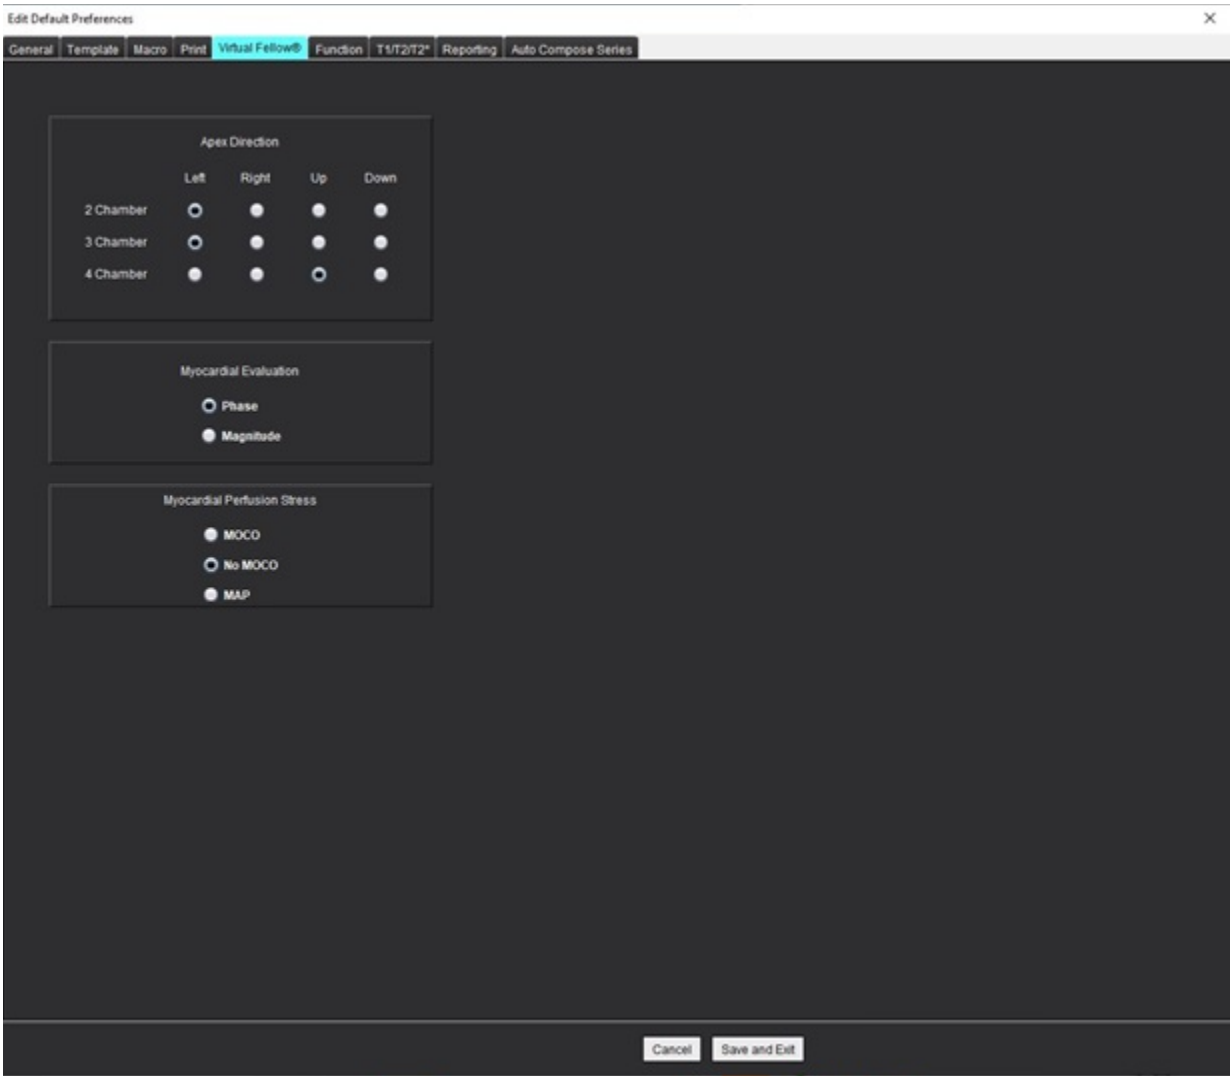 Edit Default Preferences
General Template Macro Print Virtual Fellow® Function T1/T2/T2* Reporting Auto Compose Series
Apex Direction
Left Right Up Down
2 Chamber
3 Chamber
4 Chamber
Myocardial Evaluation
Phase
Magnitude
Myocardial Perfusion Stress
MOCO
No MOCO
MAP
Cancel Save and Exit